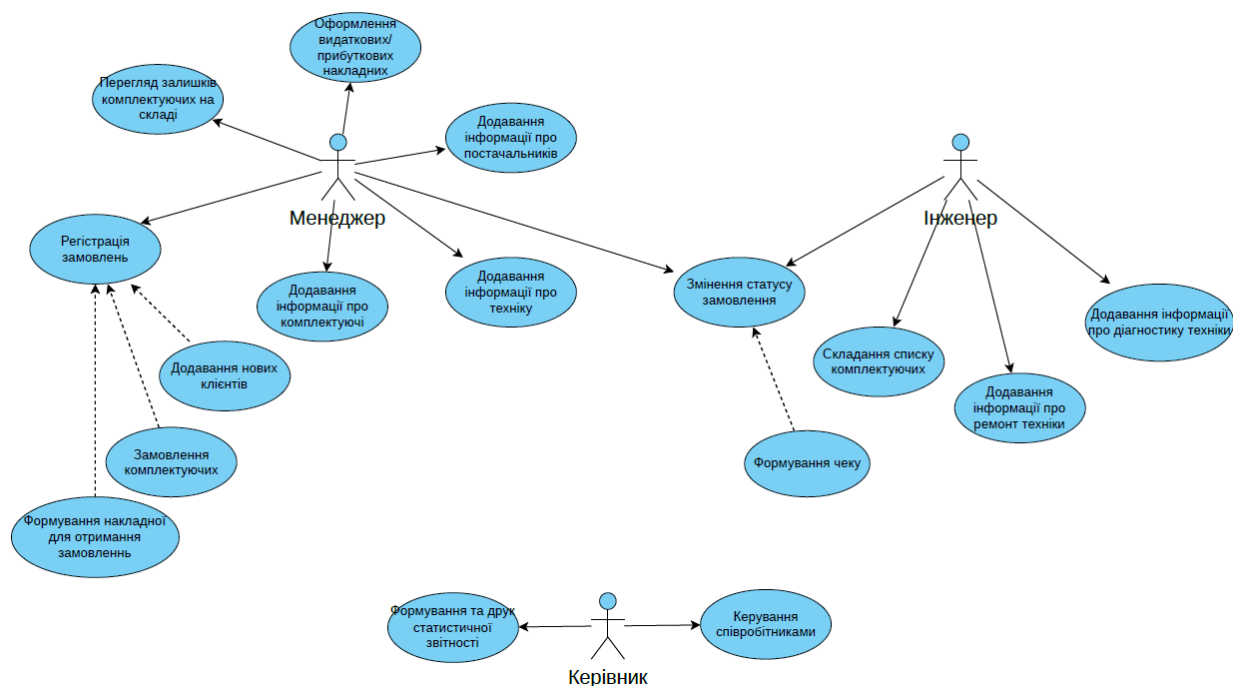 Оформлення
видаткових/
прибуткових
накладних
Перегляд залишків
комплектуючих на
складі
Додавання
інформації про
постачальників
Менеджер
Інженер
Регістрація
замовлень
Додавання
інформації про
комплектуючі
Додавання
інформації про
техніку
Змінення статусу
замовлення
Додавання інформації
про діагностику техніки
Складання списку
комплектуючих
Додавання нових
клієнтів
Додавання
інформації про
ремонт техніки
Замовлення
комплектуючих
Формування чеку
Формування накладної
для отримання
замовленнь
Формування та друк
статистичної
звітності
Керування
співробітниками
Керівник